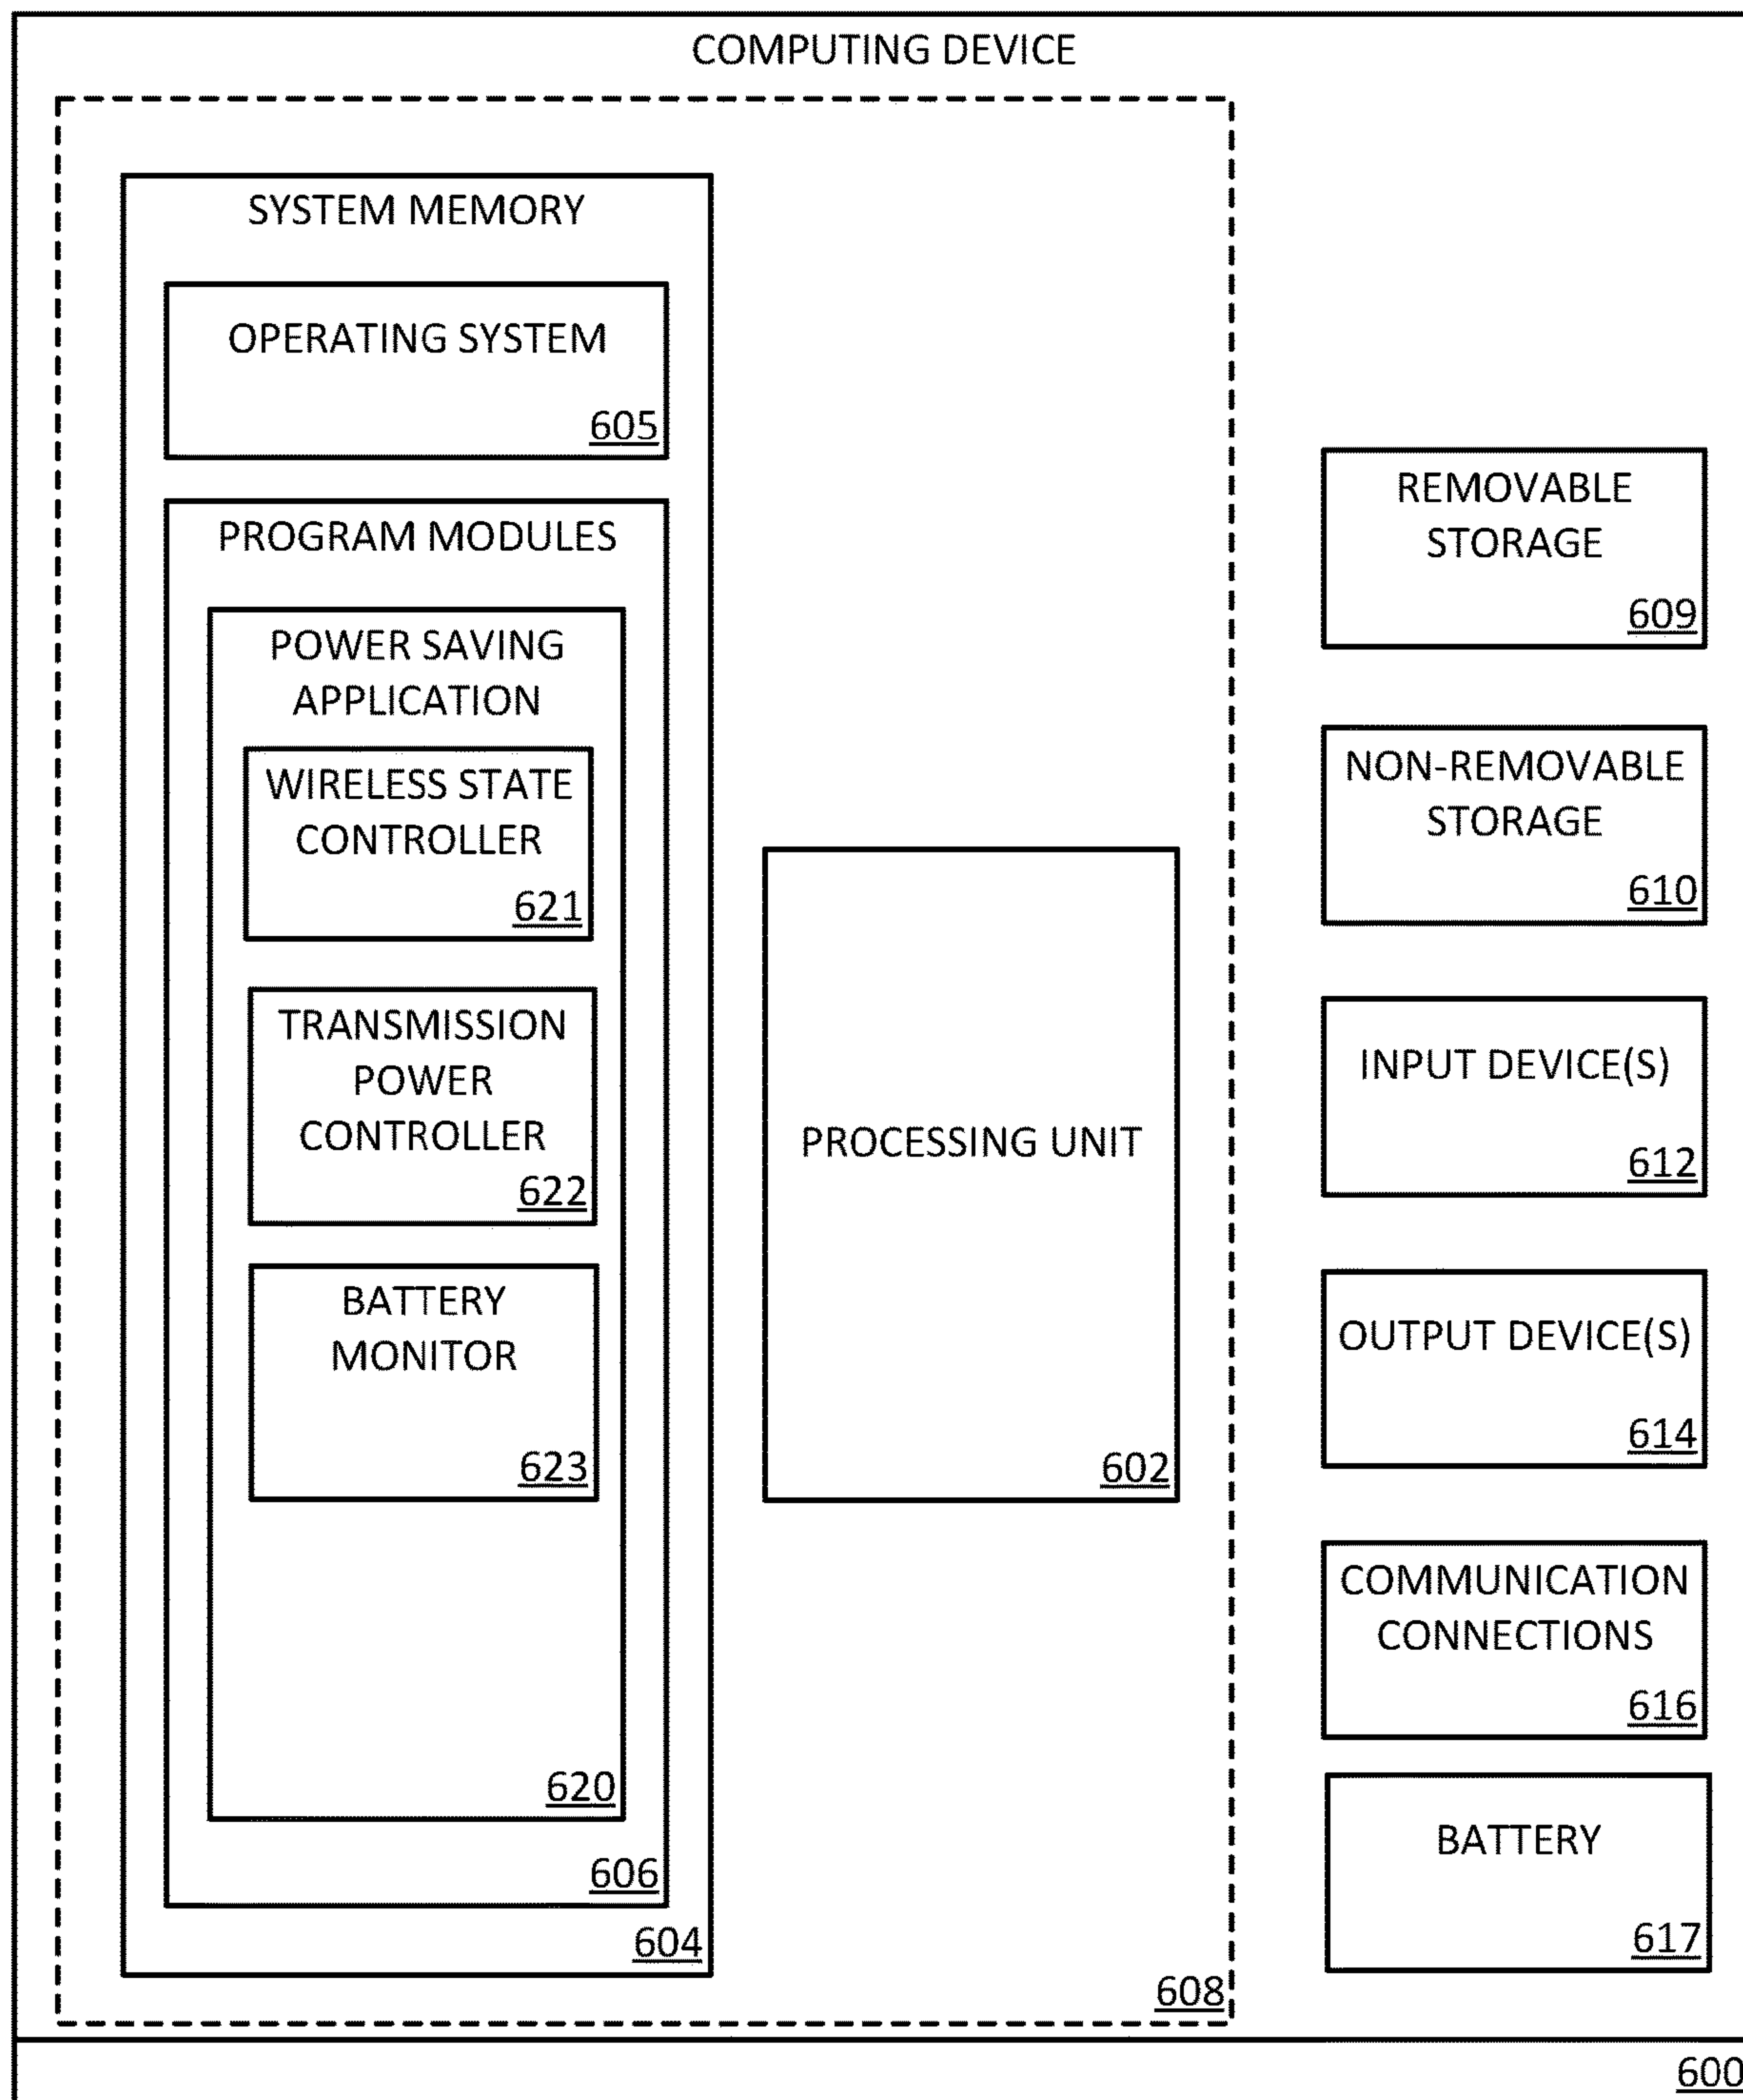 COMPUTING DEVICE
SYSTEM MEMORY
OPERATING SYSTEM
605
PROGRAM MODULES
POWER SAVING
APPLICATION
WIRELESS STATE
CONTROLLER
621
TRANSMISSION
POWER
CONTROLLER
622
BATTERY
MONITOR
623
620
606
604
PROCESSING UNIT
602
608
REMOVABLE
STORAGE
609
NON-REMOVABLE
STORAGE
610
INPUT DEVICE(S)
612
OUTPUT DEVICE(S)
614
COMMUNICATION
CONNECTIONS
616
BATTERY
617
600